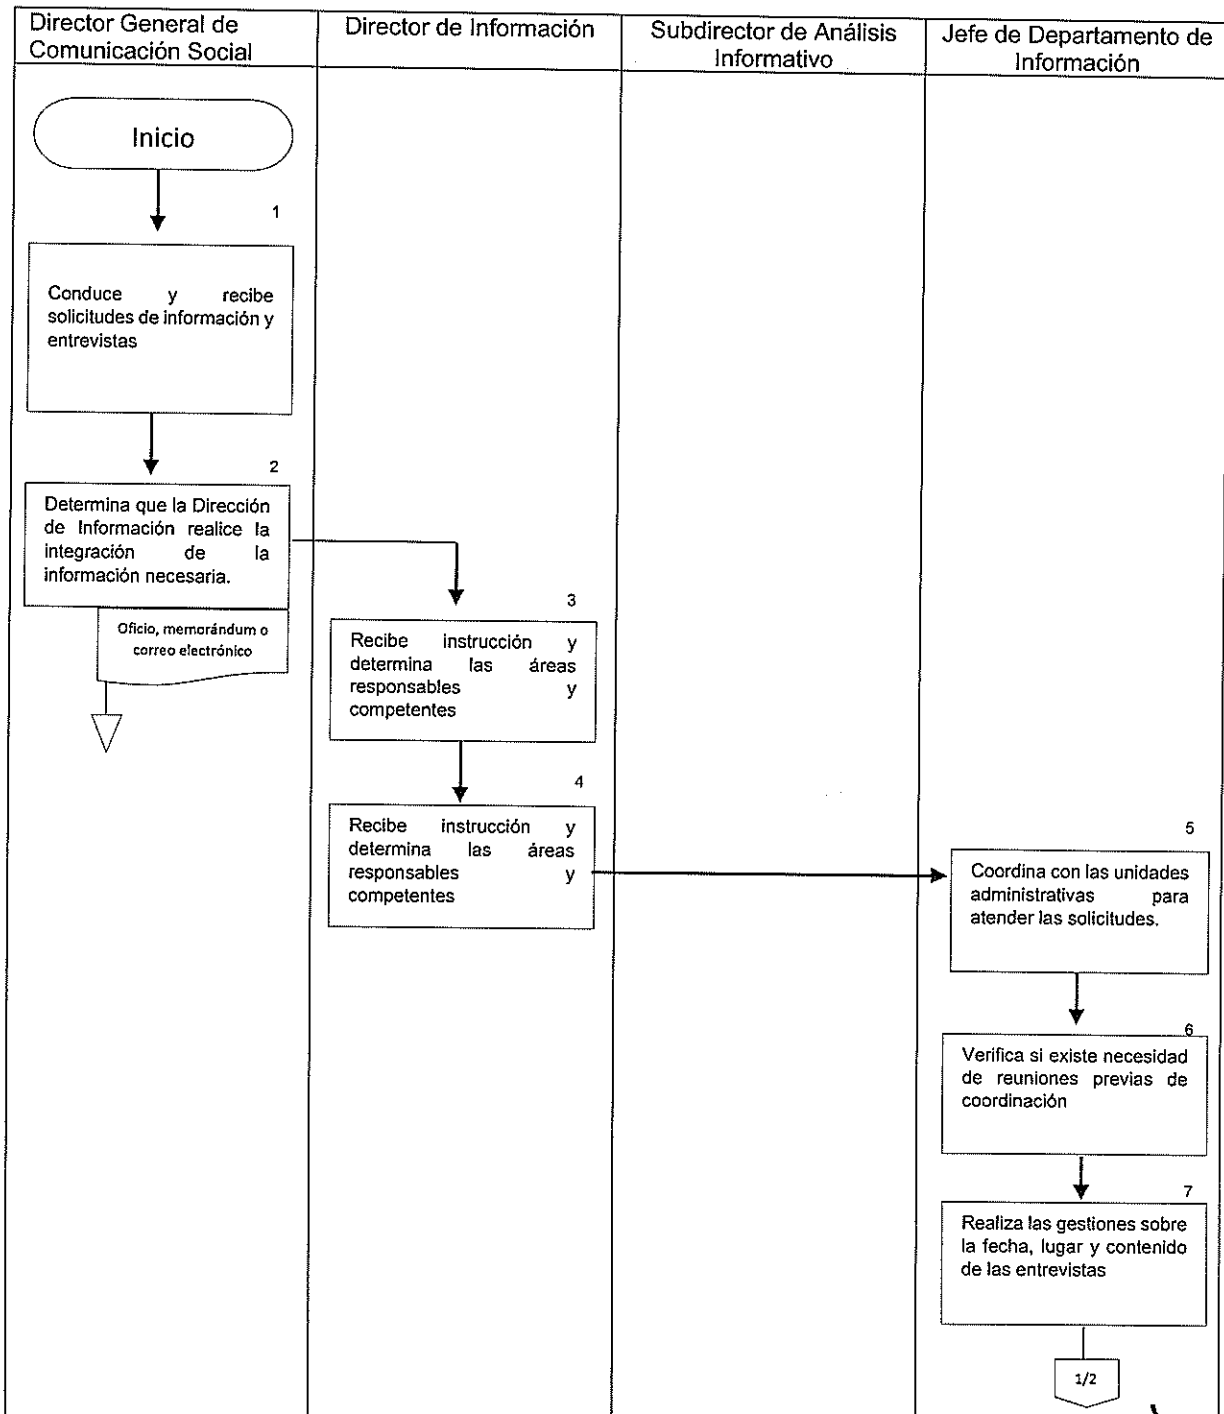 Director General de
Comunicación Social
Director de Información
Subdirector de Análisis
Informativo
Jefe de Departamento de
Información
Inicio
1
Conduce y recibe
solicitudes de información y
entrevistas
2
Determina que la Dirección
de Información realice la
integración de la
información necesaria.
Oficio, memorándum o
correo electrónico
3
Recibe instrucción y
determina las áreas
responsables y
competentes
4
Recibe instrucción y
determina las áreas
responsables y
competentes
5
Coordina con las unidades
administrativas para
atender las solicitudes.
6
Verifica si existe necesidad
de reuniones previas de
coordinación
7
Realiza las gestiones sobre
la fecha, lugar y contenido
de las entrevistas
1/2